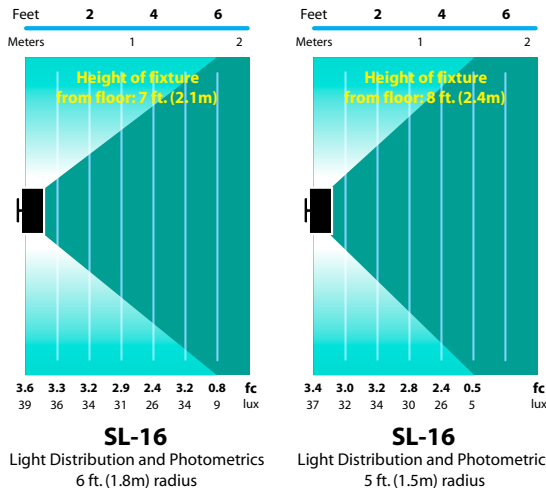 Feet 2 4 6
Meters 1 2
Height of fixture
from floor: 7 ft. (2.1m)
3.6 3.3 3.2 2.9 2.4 3.2 0.8 fc
39 36 34 31 26 34 9 lux
SL-16
Light Distribution and Photometrics
6 ft. (1.8m) radius
Feet 2 4 6
Meters 1 2
Height of fixture
from floor: 8 ft. (2.4m)
3.4 3.0 3.2 2.8 2.4 0.5 fc
37 32 34 30 26 5 lux
SL-16
Light Distribution and Photometric
5 ft. (1.5m) radius